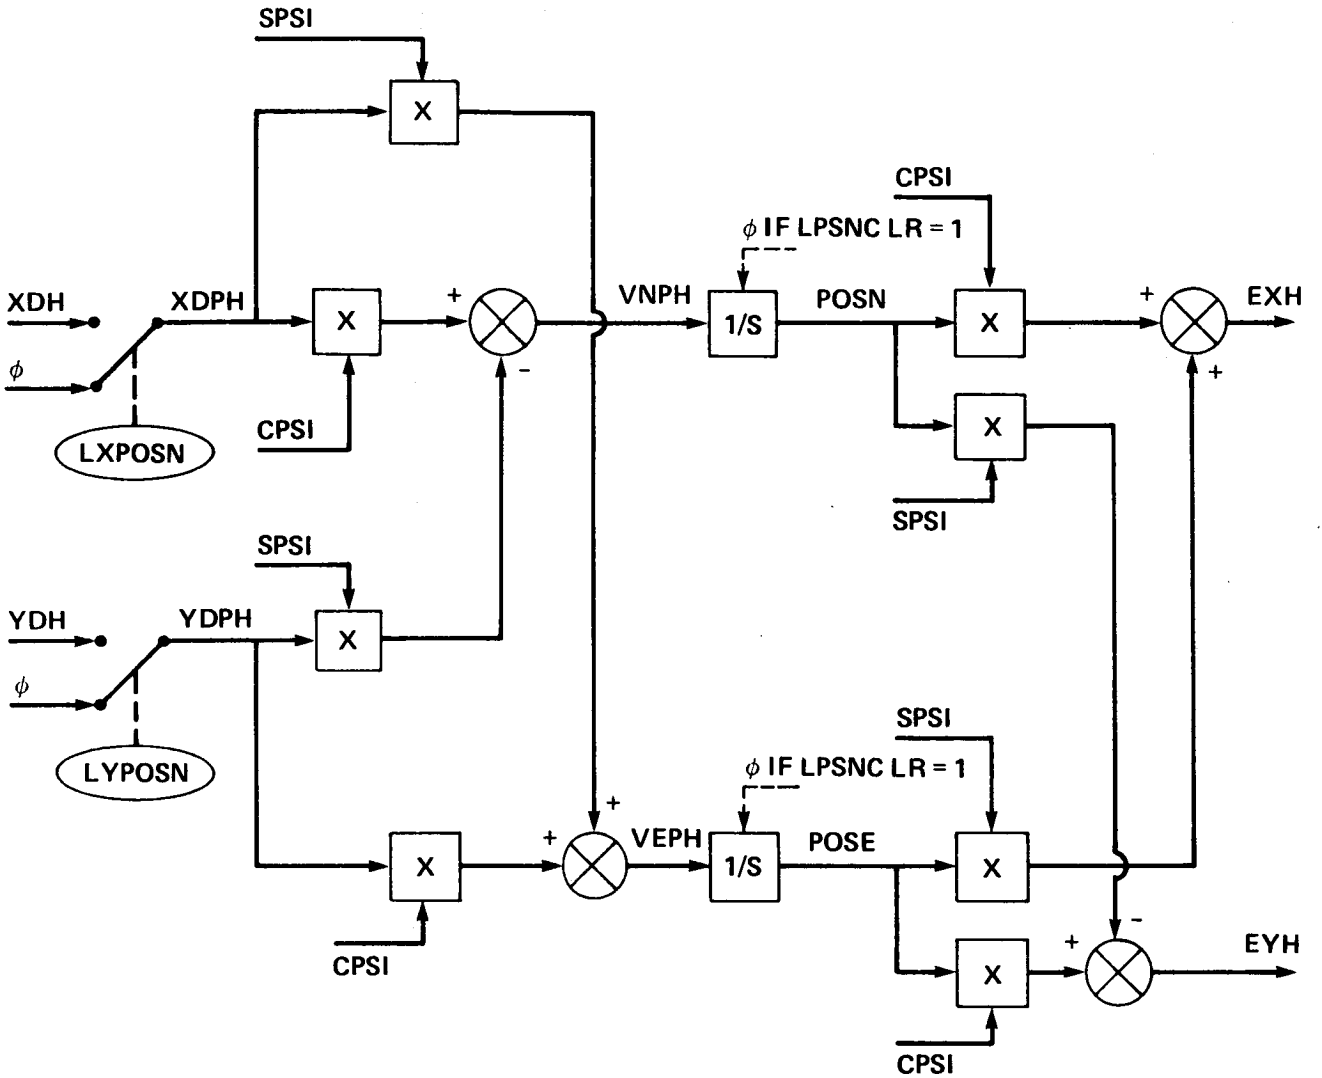 SPSI
X
CPSI
ϕ IF LPSNC LR = 1
XDH
XDPH
X
+
VNPH
1/S
POSN
X
+
EXH
ϕ
-
+
LXPOSN
CPSI
X
SPSI
SPSI
YDH
YDPH
X
ϕ
SPSI
LYPOSN
ϕ IF LPSNC LR = 1
+
X
+
VEPH
1/S
POSE
X
-
CPSI
X
+
EYH
CPSI